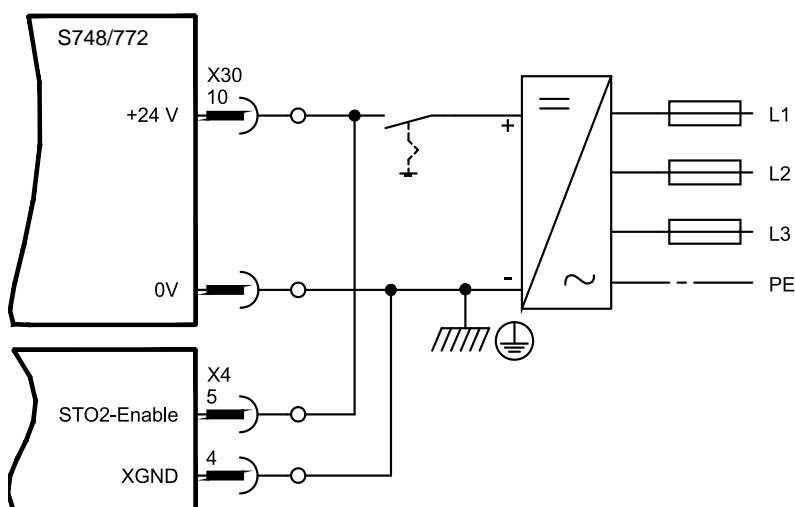 S748/772
X30
10
+24 V
+
L1
L2
L3
0V
-
PE
X4
5
STO2-Enable
4
XGND